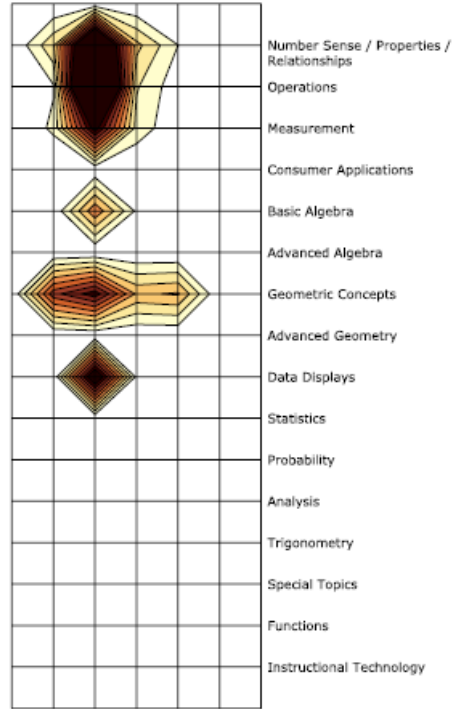 Number Sense / Properties /
Relationships
Operations
Measurement
Consumer Applications
Basic Algebra
Advanced Algebra
Geometric Concepts
Advanced Geometry
Data Displays
Statistics
Probability
Analysis
Trigonometry
Special Topics
Functions
Instructional Technology